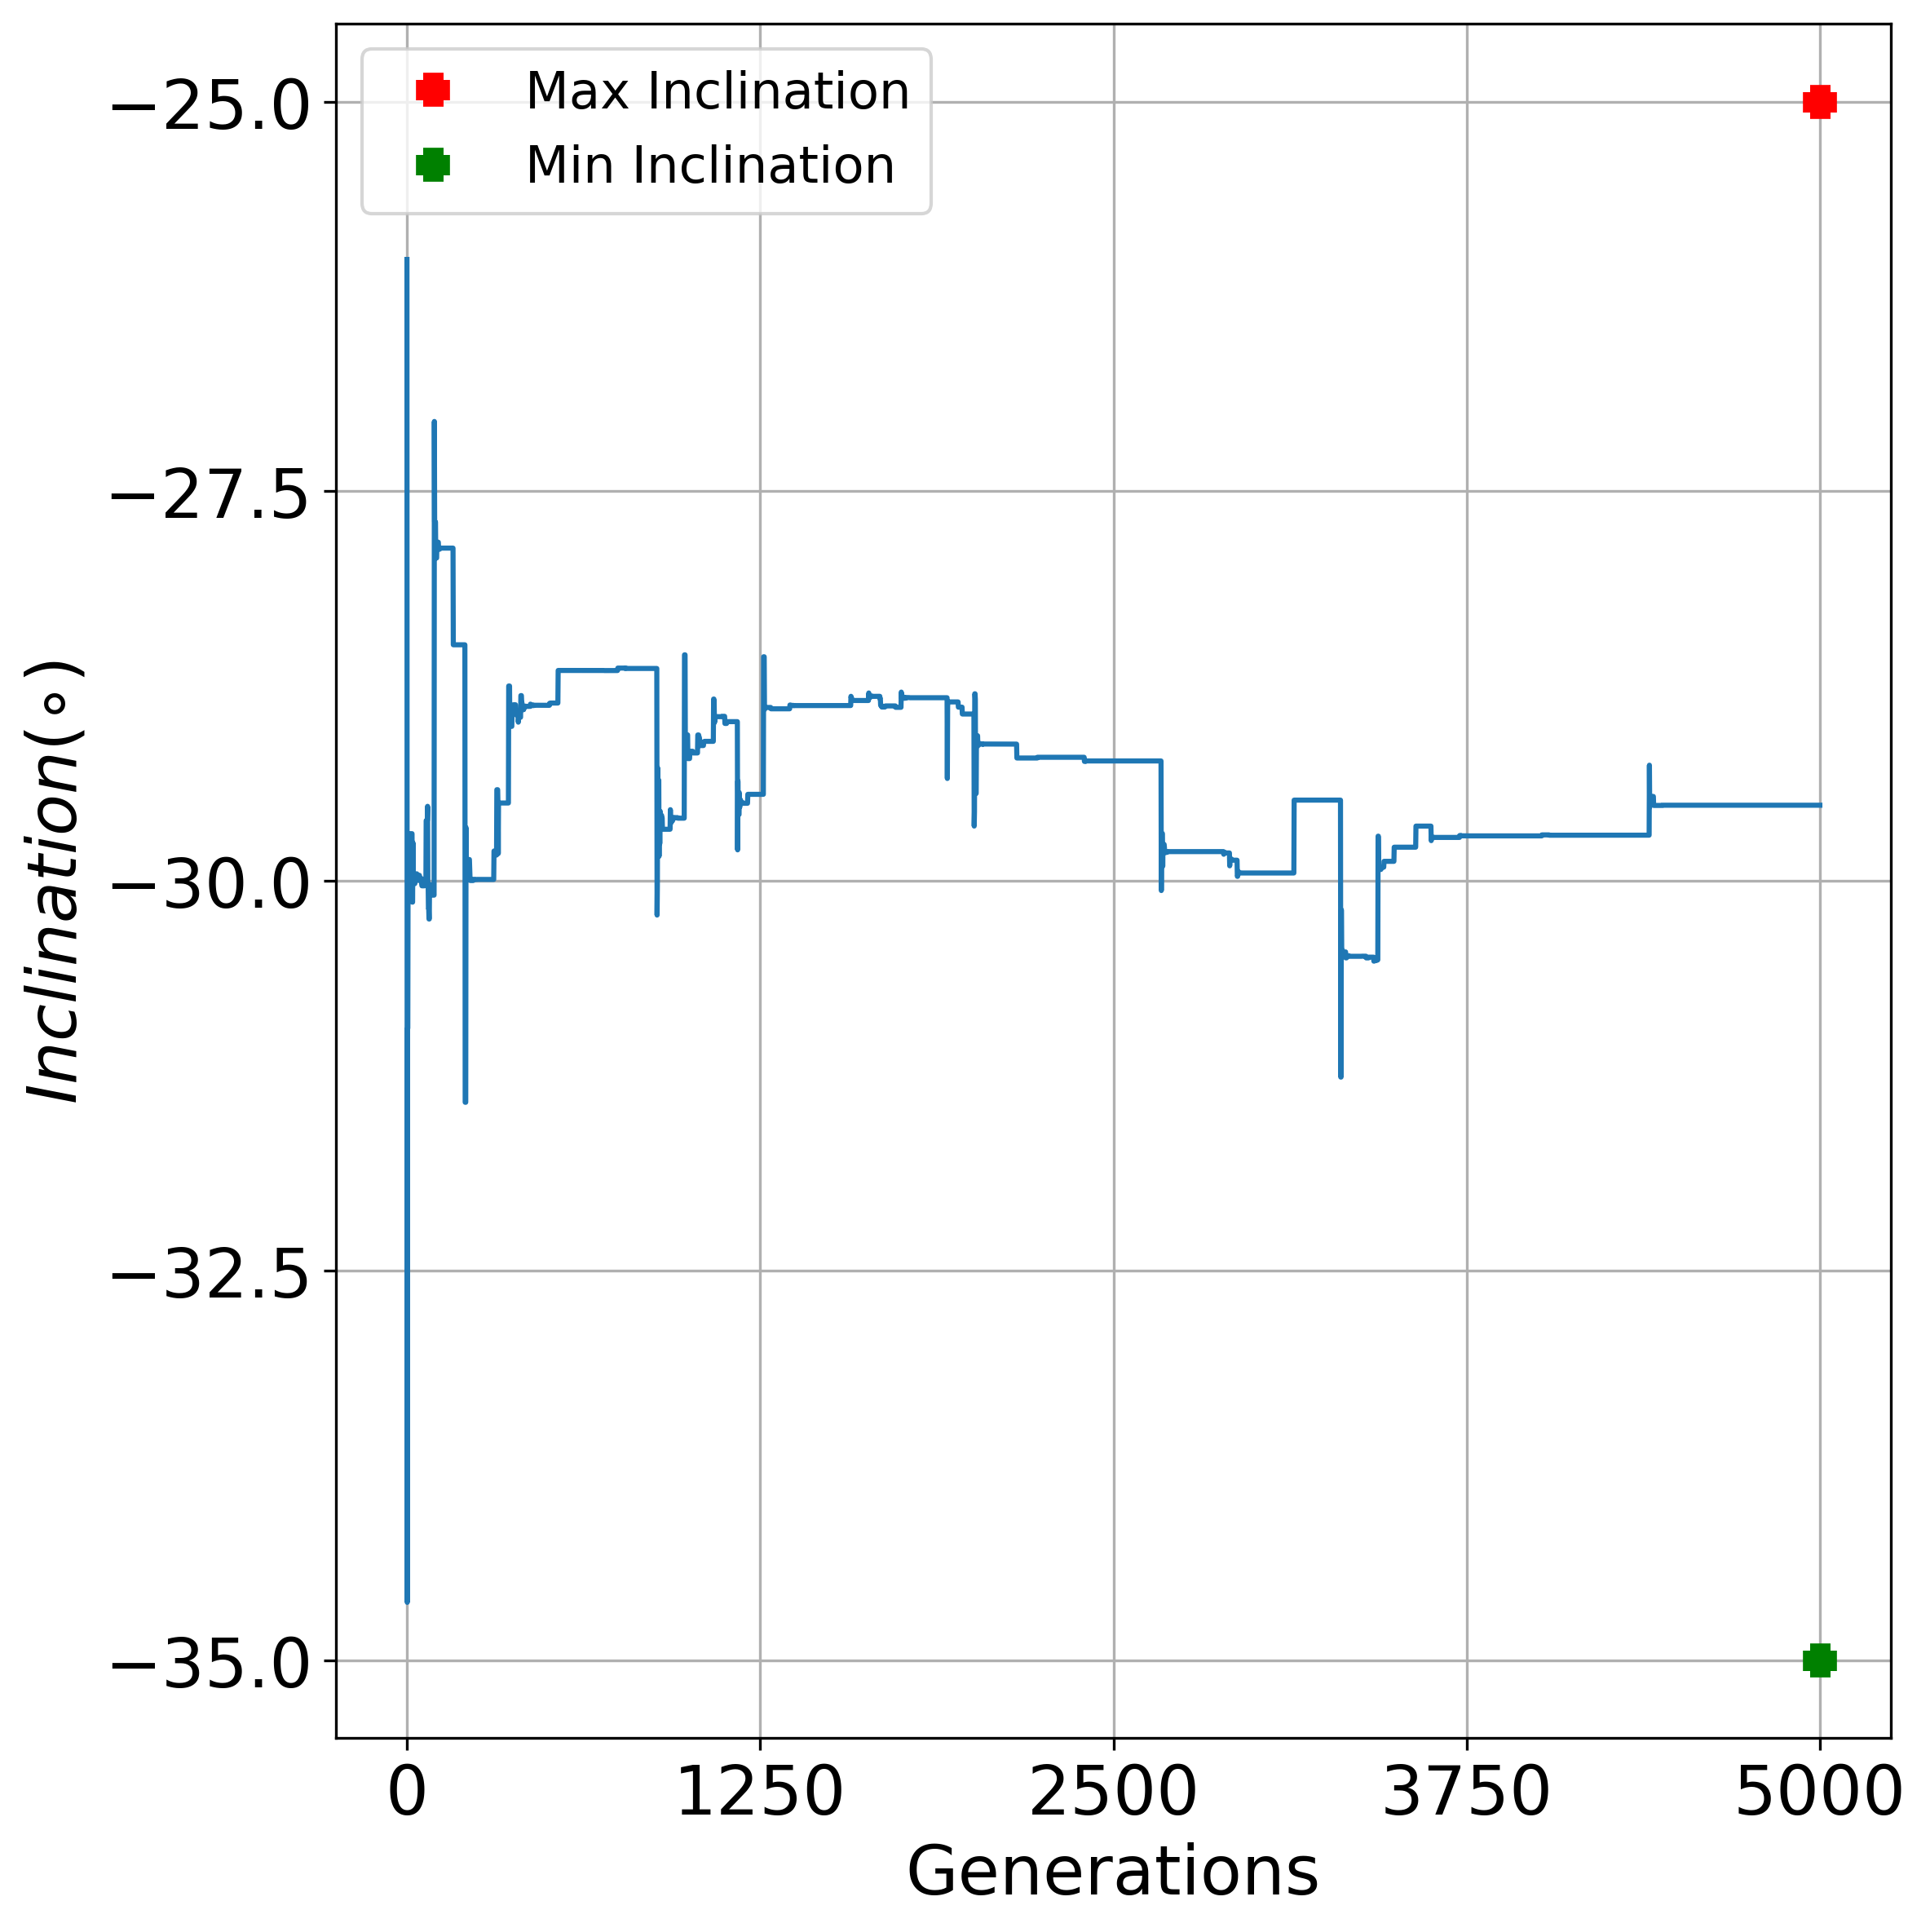 Max Inclination
Min Inclination
−25.0
−27.5
−30.0
−32.5
−35.0
Inclination(∘)
0 1250 2500 3750 5000
Generations